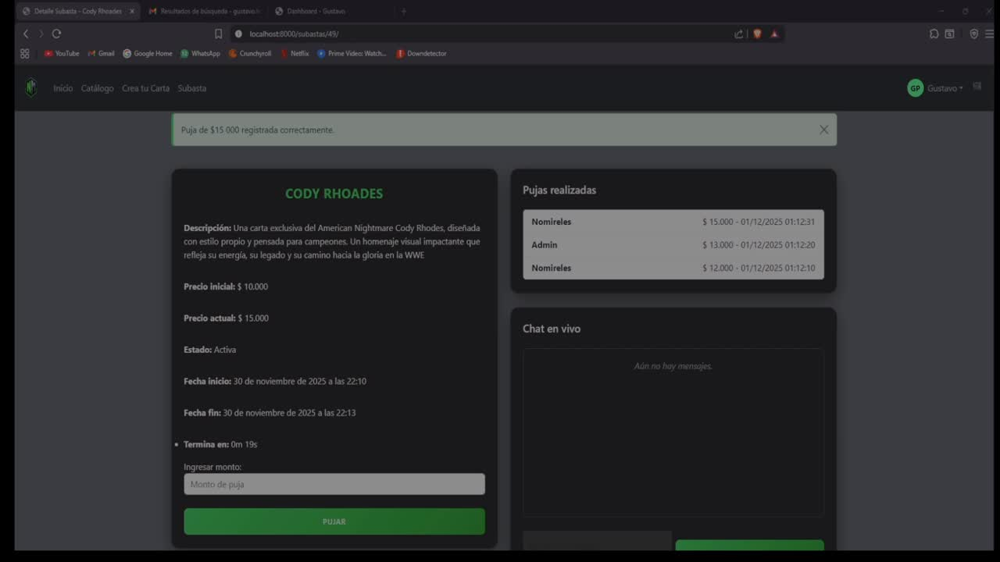 Detalle Subasta - Cody Rhoades
Resultados de búsqueda - gustavo.
Dashboard - Gustavo
localhost:8000/subastas/49/
YouTube
Gmail
Google Home
WhatsApp
Crunchyroll
Netflix
Prime Video: Watch...
Downdetector
Inicio
Catálogo
Crea tu Carta
Subasta
GP
Gustavo
Puja de $15 000 registrada correctamente.
CODY RHOADES
Descripción: Una carta exclusiva del American Nightmare Cody Rhodes, diseñada
con estilo propio y pensada para campeones. Un homenaje visual impactante que
refleja su energía, su legado y su camino hacia la gloria en la WWE
Precio inicial: $ 10.000
Precio actual: $ 15.000
Estado: Activa
Fecha inicio: 30 de noviembre de 2025 a las 22:10
Fecha fin: 30 de noviembre de 2025 a las 22:13
Termina en: 0m 19s
Ingresar monto:
Monto de puja
PUJAR
Pujas realizadas
Nomireles $ 15.000 - 01/12/2025 01:12:31
Admin $ 13.000 - 01/12/2025 01:12:20
Nomireles $ 12.000 - 01/12/2025 01:12:10
Chat en vivo
Aún no hay mensajes.